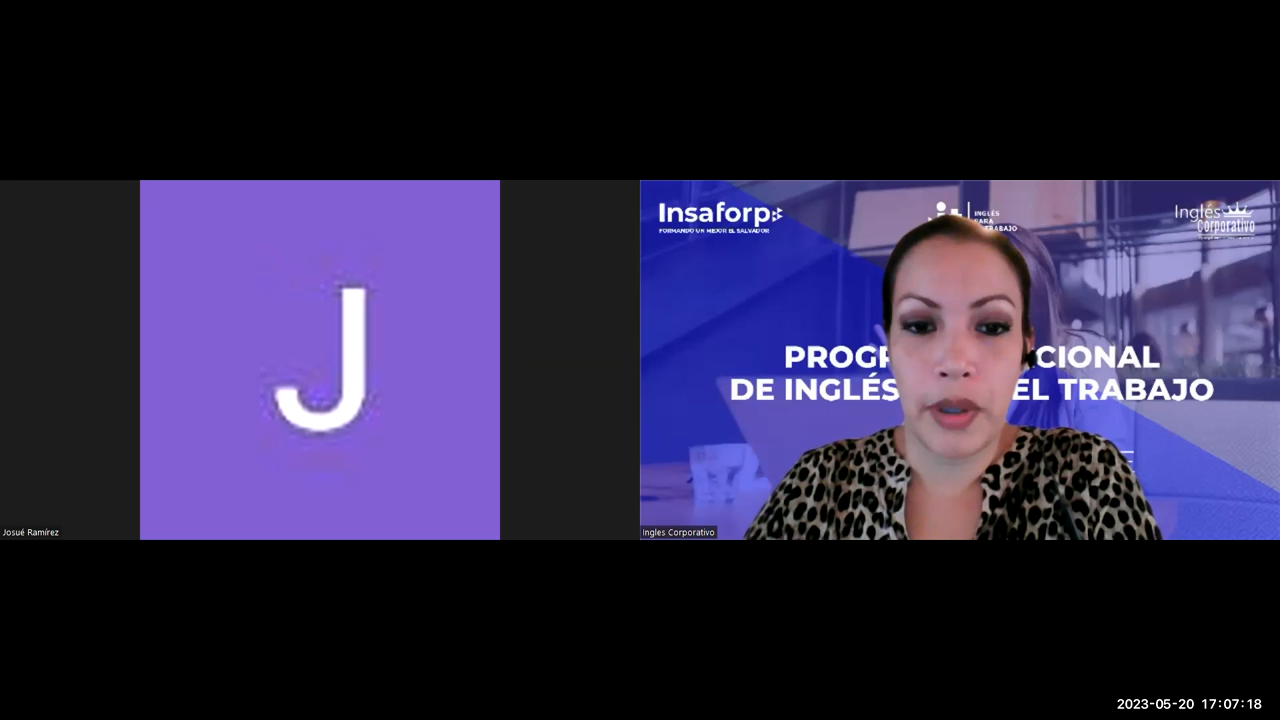 J
Josué Ramírez
Insaforp
FORMANDO UN MEJOR EL SALVADOR
INGLÉS
PARA
TRABAJO
Inglés
Corporativo
PROGR CIONAL
DE INGLÉS EL TRABAJO
Ingles Corporativo
2023-05-20 17:07:18